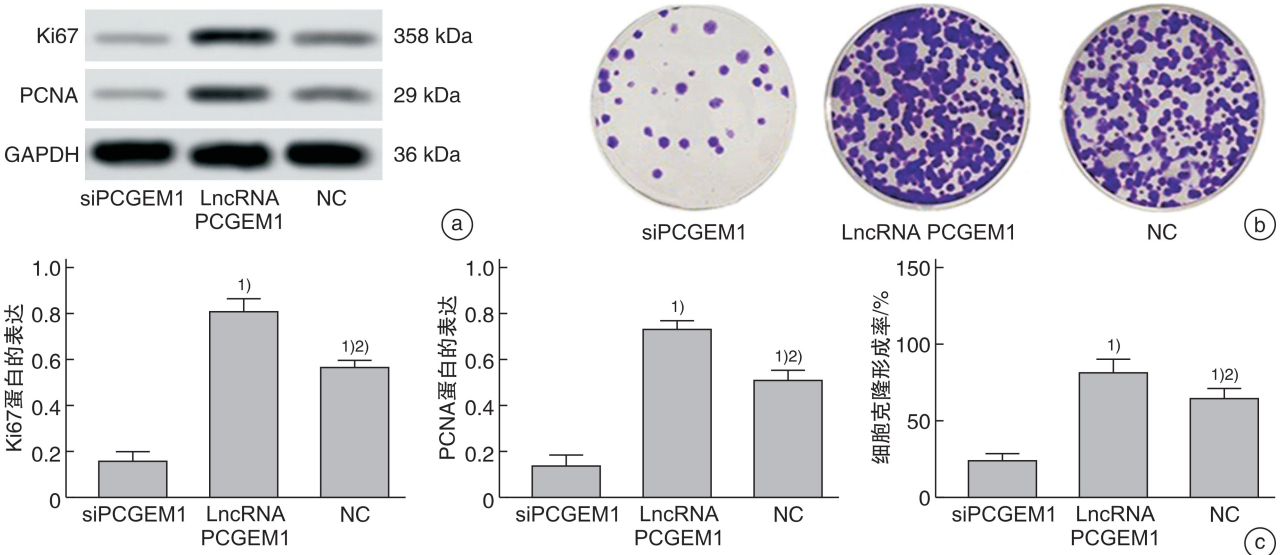 Ki67
358 kDa
PCNA
29 kDa
GAPDH
36 kDa
siPCGEM1
LncRNA
PCGEM1
NC
a
siPCGEM1
LncRNA PCGEM1
NC
b
Ki67蛋白的表达
1.0
0.8
0.6
0.4
0.2
0
1)
1)2)
siPCGEM1
LncRNA
PCGEM1
NC
PCNA蛋白的表达
1.0
0.8
0.6
0.4
0.2
0
1)
1)2)
siPCGEM1
LncRNA
PCGEM1
NC
细胞克隆形成率/%
150
100
50
0
1)
1)2)
siPCGEM1
LncRNA
PCGEM1
NC
c